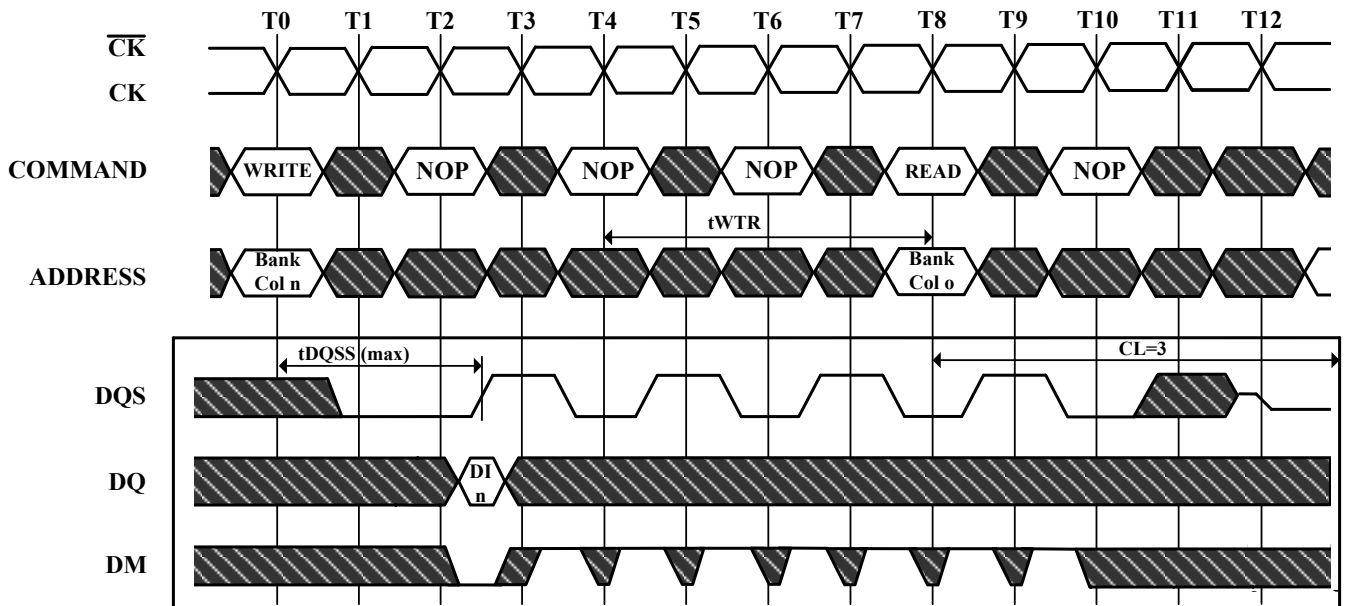 T0 T1 T2 T3 T4 T5 T6 T7 T8 T9 T10 T11 T12
CK
CK
COMMAND
WRITE NOP NOP NOP READ NOP
tWTR
ADDRESS
Bank
Col n
Bank
Col o
tDQSS (max)
CL=3
DQS
DQ
DI
n
DM